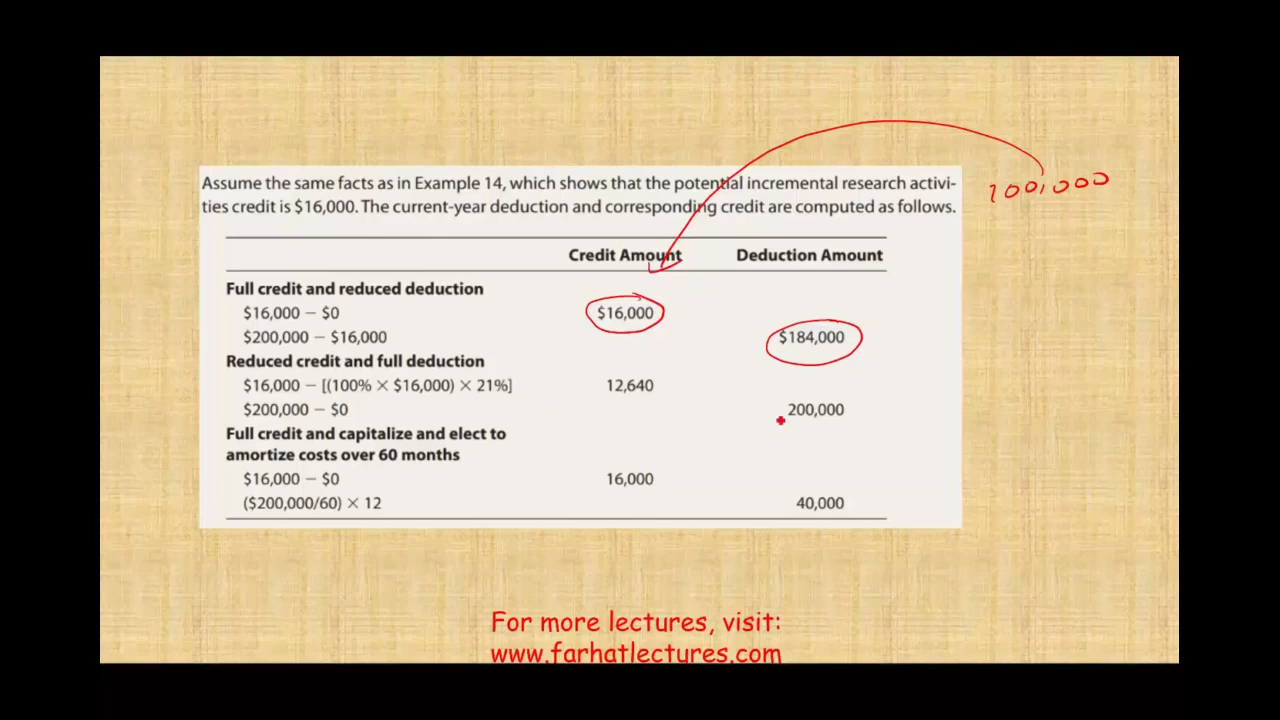 100,000
Assume the same facts as in Example 14, which shows that the potential incremental research activi-
ties credit is $16,000. The current-year deduction and corresponding credit are computed as follows.
Credit Amount Deduction Amount
Full credit and reduced deduction
$16,000 − $0 $16,000
$200,000 − $16,000 $184,000
Reduced credit and full deduction
$16,000 − [(100% × $16,000) × 21%] 12,640
$200,000 − $0 200,000
Full credit and capitalize and elect to
amortize costs over 60 months
$16,000 − $0 16,000
($200,000/60) × 12 40,000
For more lectures, visit:
www.farhatlectures.com